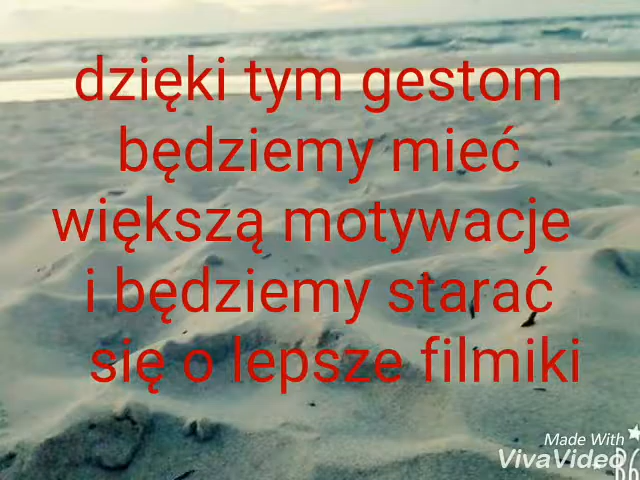 dzięki tym gestom
będziemy mieć
większą motywacje
i będziemy starać
się o lepsze filmiki
Made With
VivaVideo